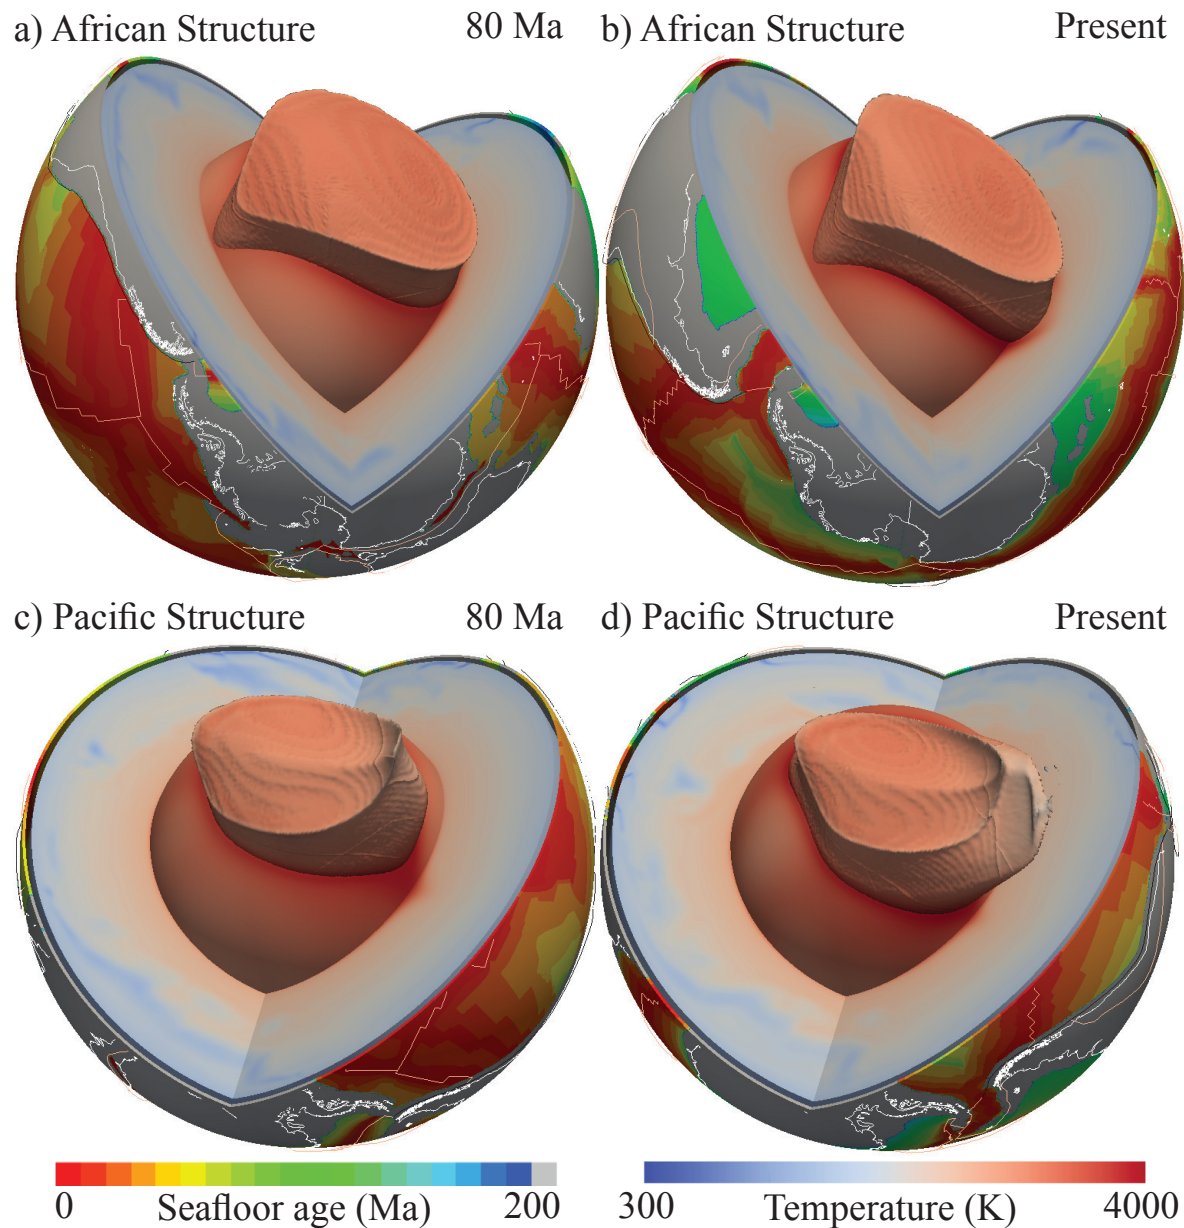 a) African Structure 80 Ma
b) African Structure Present
c) Pacific Structure 80 Ma
d) Pacific Structure Present
0 Seafloor age (Ma) 200
300 Temperature (K) 4000